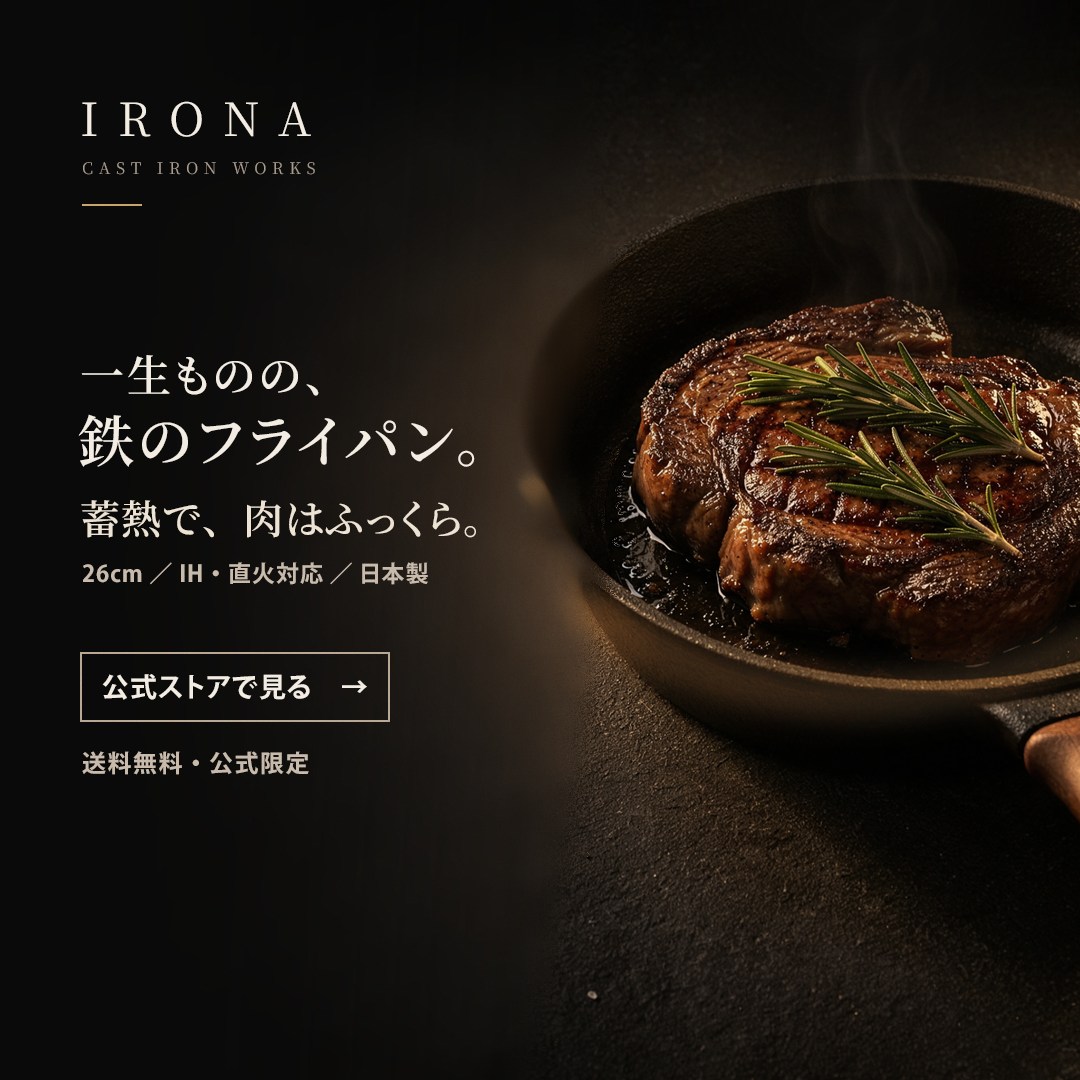 IRONA
CAST IRON WORKS
一生ものの、
鉄のフライパン。
蓄熱で、肉はふっくら。
26cm ／ IH・直火対応 ／ 日本製
公式ストアで見る →
送料無料・公式限定